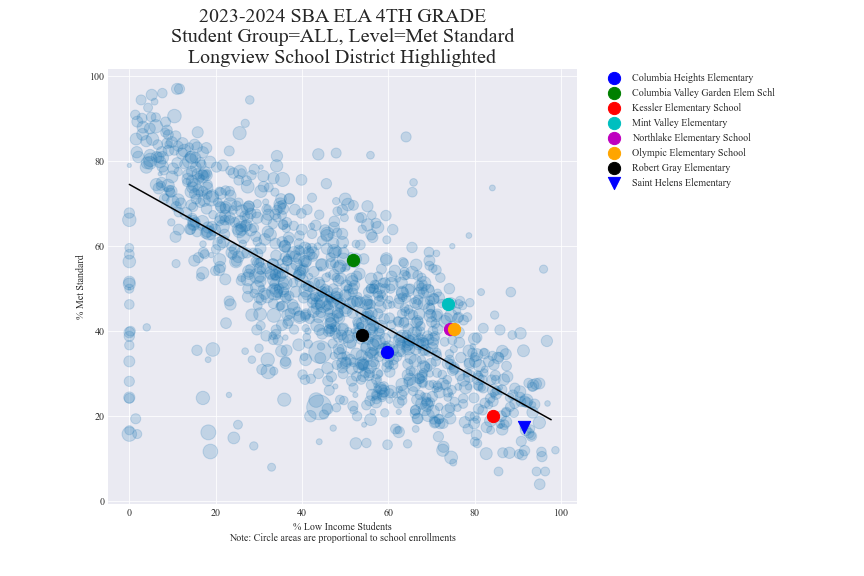 2023-2024 SBA ELA 4TH GRADE
Student Group=ALL, Level=Met Standard
Longview School District Highlighted
100
80
60
40
20
0
% Met Standard
0 20 40 60 80 100
% Low Income Students
Note: Circle areas are proportional to school enrollments
Columbia Heights Elementary
Columbia Valley Garden Elem Schl
Kessler Elementary School
Mint Valley Elementary
Northlake Elementary School
Olympic Elementary School
Robert Gray Elementary
Saint Helens Elementary